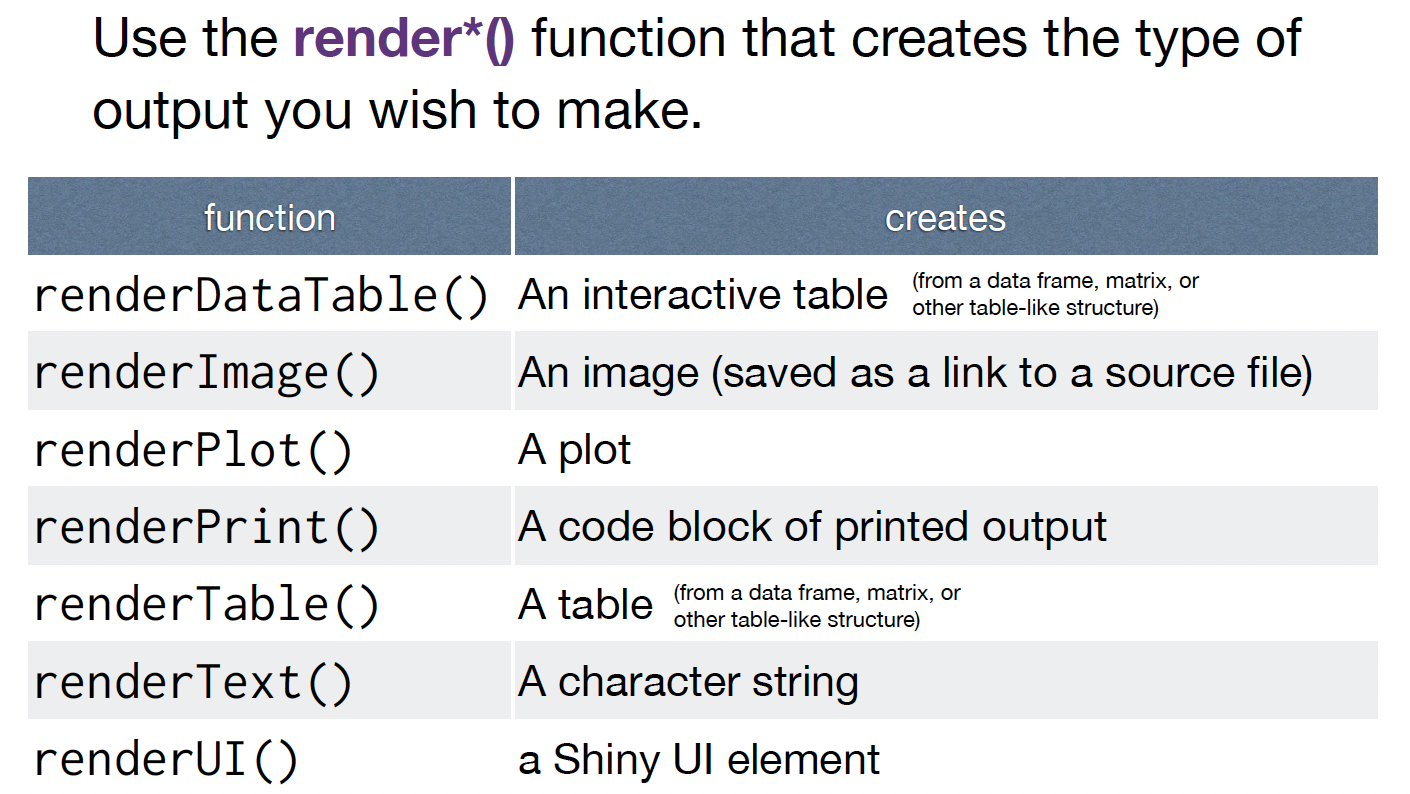 Use the render*() function that creates the type of
output you wish to make.
function creates
renderDataTable() An interactive table (from a data frame, matrix, or
other table-like structure)
renderImage() An image (saved as a link to a source file)
renderPlot() A plot
renderPrint() A code block of printed output
renderTable() A table (from a data frame, matrix, or
other table-like structure)
renderText() A character string
renderUI() a Shiny UI element